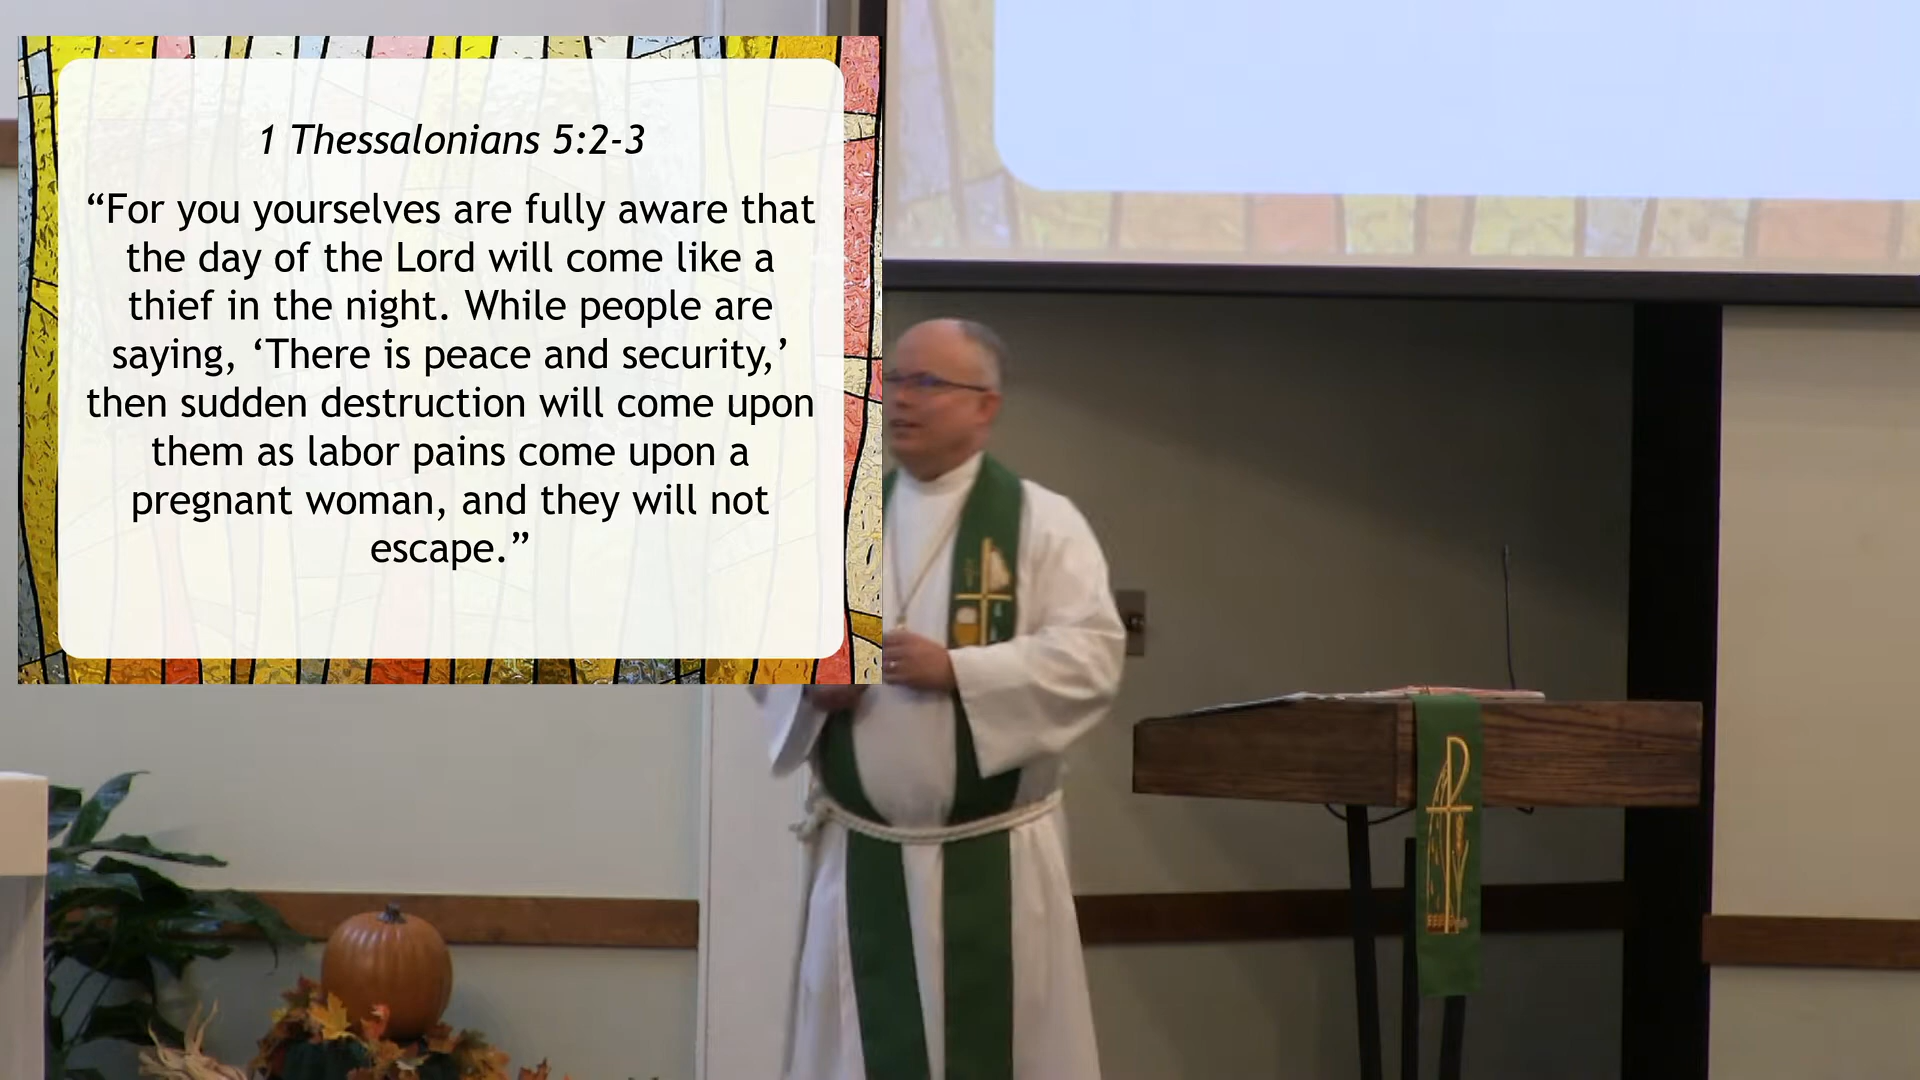 1 Thessalonians 5:2-3
“For you yourselves are fully aware that
the day of the Lord will come like a
thief in the night. While people are
saying, ‘There is peace and security,’
then sudden destruction will come upon
them as labor pains come upon a
pregnant woman, and they will not
escape.”